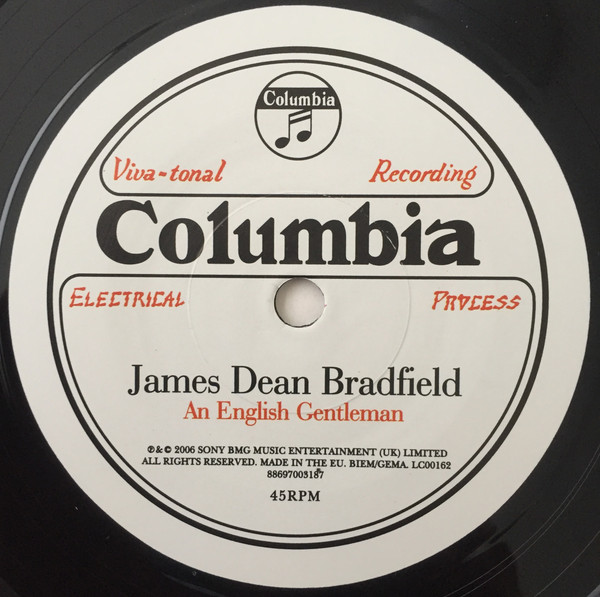 Columbia
Viva-tonal Recording
Columbia
ELECTRICAL PROCESS
James Dean Bradfield
An English Gentleman
℗&© 2006 SONY BMG MUSIC ENTERTAINMENT (UK) LIMITED
ALL RIGHTS RESERVED. MADE IN THE EU. BIEM/GEMA. LC00162
88697003187
45RPM